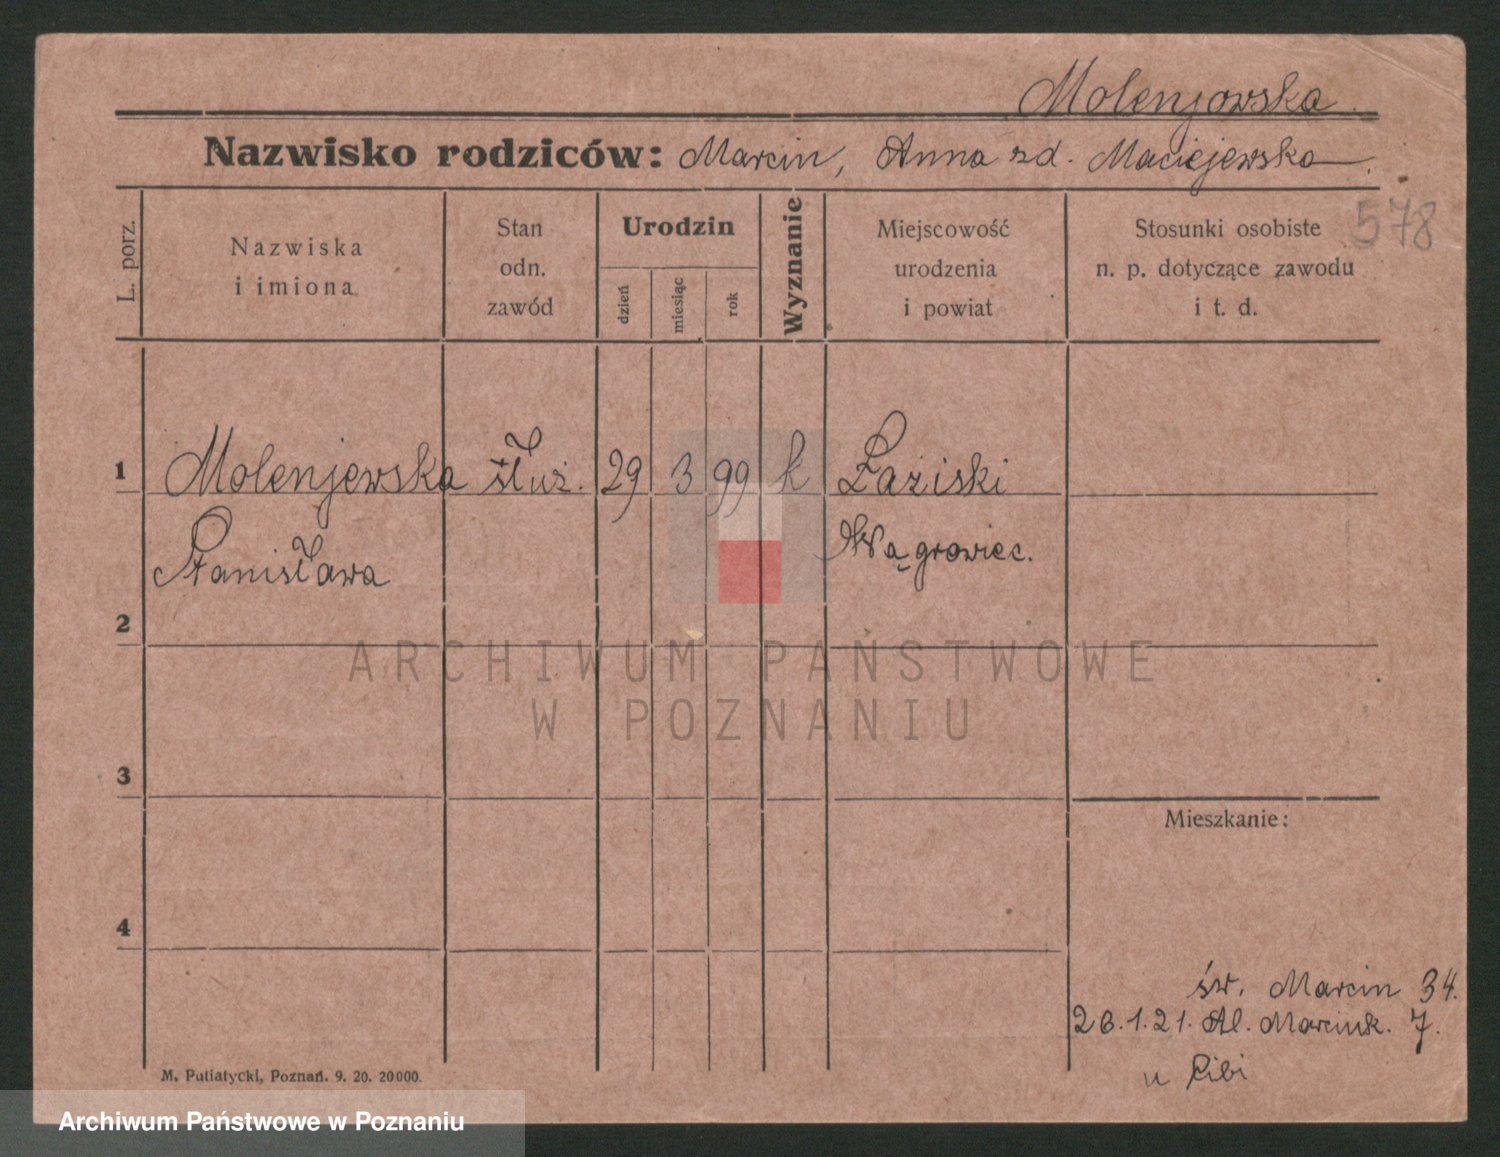 Molenjowska
Nazwisko rodziców: Marcin, Anna zd. Maciejewska
578
L. porz.
Nazwiska
i imiona
Stan
odn.
zawód
Urodzin
dzień
miesiąc
rok
Wyznanie
Miejscowość
urodzenia
i powiat
Stosunki osobiste
n. p. dotyczące zawodu
i t. d.
1 Molenjewska służ. 29 3 99 k Łaziski
Stanisława Wągrowiec.
2
ARCHIWUM PAŃSTWOWE
W POZNANIU
3
Mieszkanie:
4
św. Marcin 34.
26.1.21. Al. Marcink. 7.
u
M. Putiatycki, Poznań. 9. 20. 20000.
Archiwum Państwowe w Poznaniu